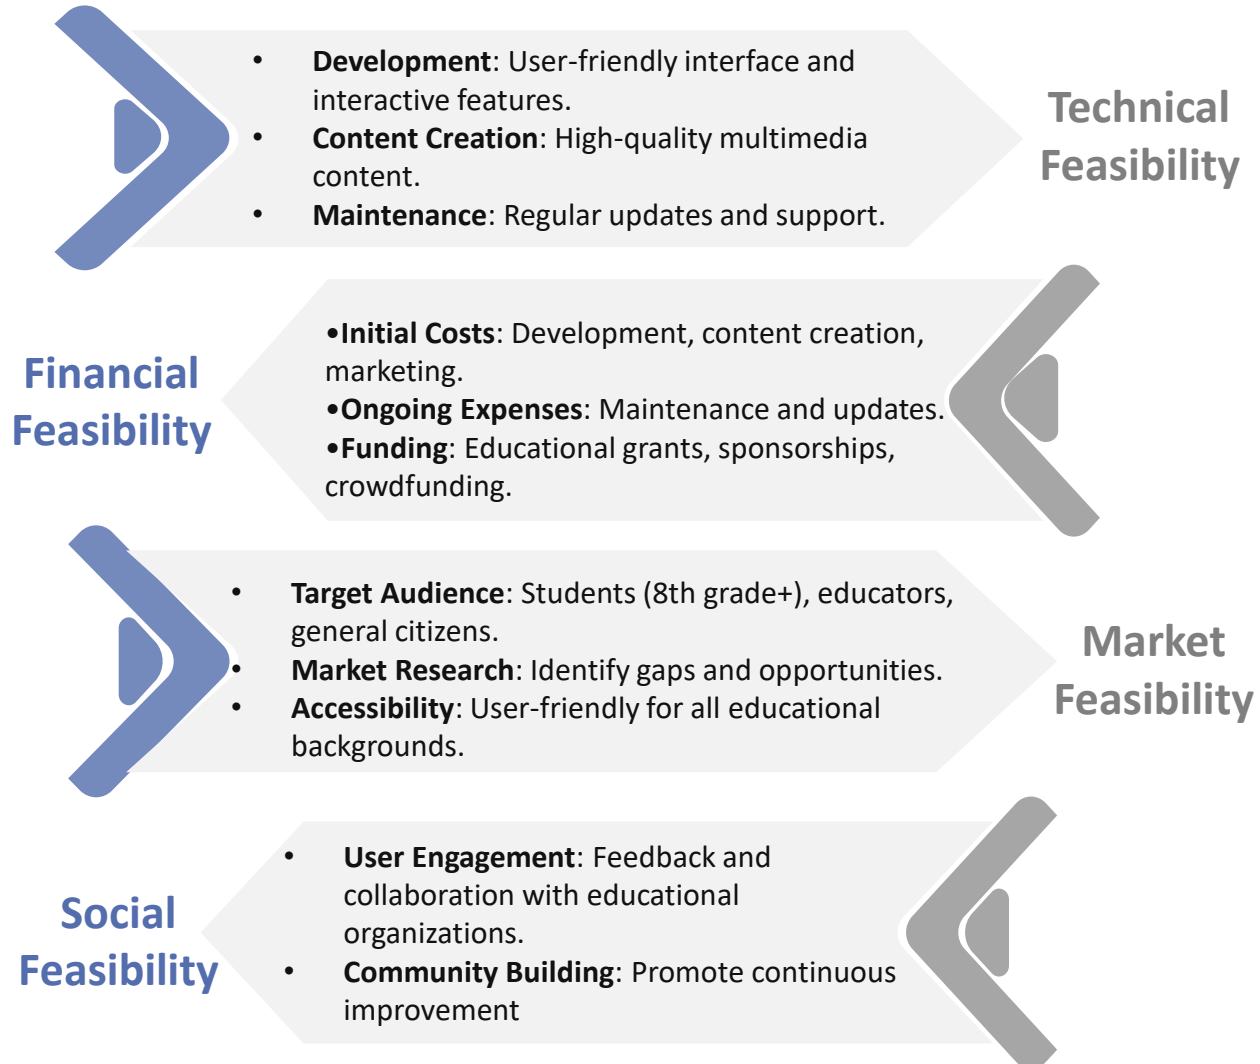 • Development: User-friendly interface and
interactive features.
• Content Creation: High-quality multimedia
content.
• Maintenance: Regular updates and support.
Technical
Feasibility
Financial
Feasibility
•Initial Costs: Development, content creation,
marketing.
•Ongoing Expenses: Maintenance and updates.
•Funding: Educational grants, sponsorships,
crowdfunding.
• Target Audience: Students (8th grade+), educators,
general citizens.
• Market Research: Identify gaps and opportunities.
• Accessibility: User-friendly for all educational
backgrounds.
Market
Feasibility
Social
Feasibility
• User Engagement: Feedback and
collaboration with educational
organizations.
• Community Building: Promote continuous
improvement